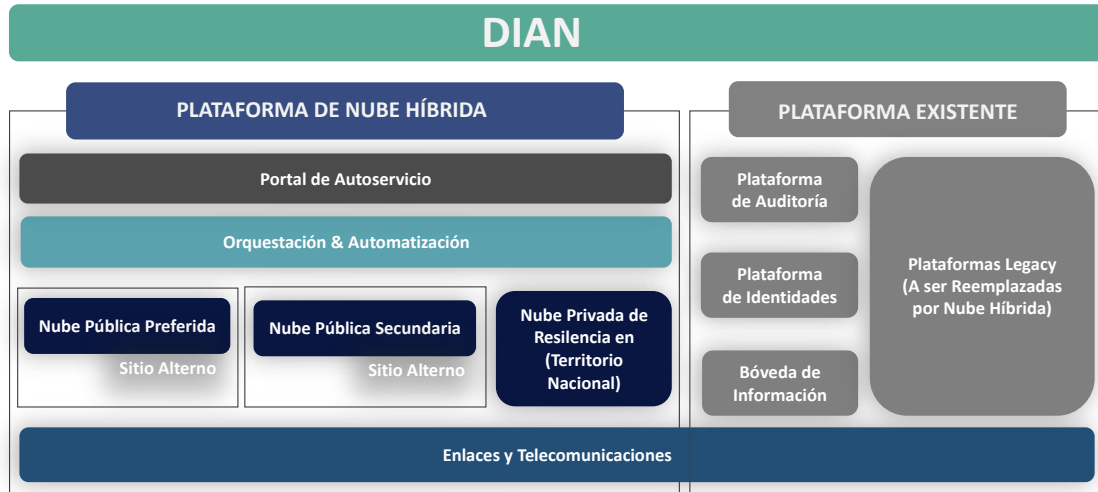 DIAN
PLATAFORMA DE NUBE HÍBRIDA
Portal de Autoservicio
Orquestación & Automatización
Nube Pública Preferida
Sitio Alterno
Nube Pública Secundaria
Sitio Alterno
Nube Privada de
Resilencia en
(Territorio
Nacional)
PLATAFORMA EXISTENTE
Plataforma
de Auditoría
Plataforma
de Identidades
Bóveda de
Información
Plataformas Legacy
(A ser Reemplazadas
por Nube Híbrida)
Enlaces y Telecomunicaciones